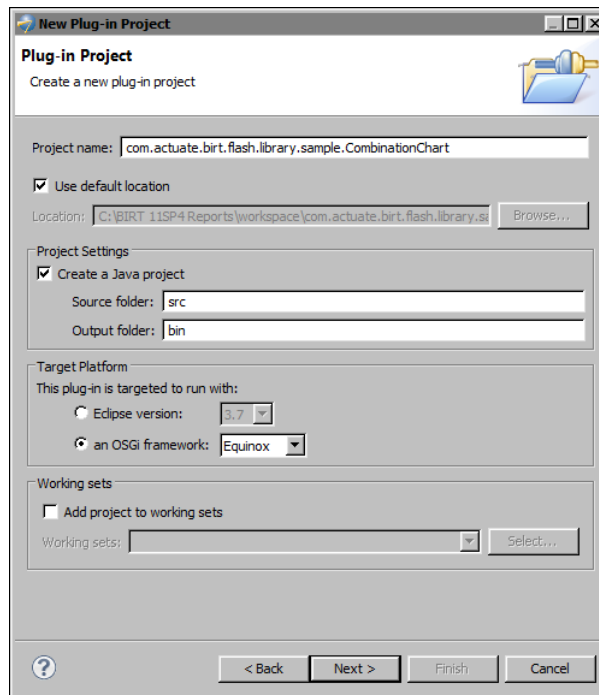 New Plug-in Project
Plug-in Project
Create a new plug-in project
Project name: com.actuate.birt.flash.library.sample.CombinationChart
Use default location
Location: C:\BIRT 11SP4 Reports\workspace\com.actuate.birt.flash.library.sa Browse...
Project Settings
Create a Java project
Source folder: src
Output folder: bin
Target Platform
This plug-in is targeted to run with:
Eclipse version: 3.7
an OSGi framework: Equinox
Working sets
Add project to working sets
Working sets: Select...
? < Back Next > Finish Cancel